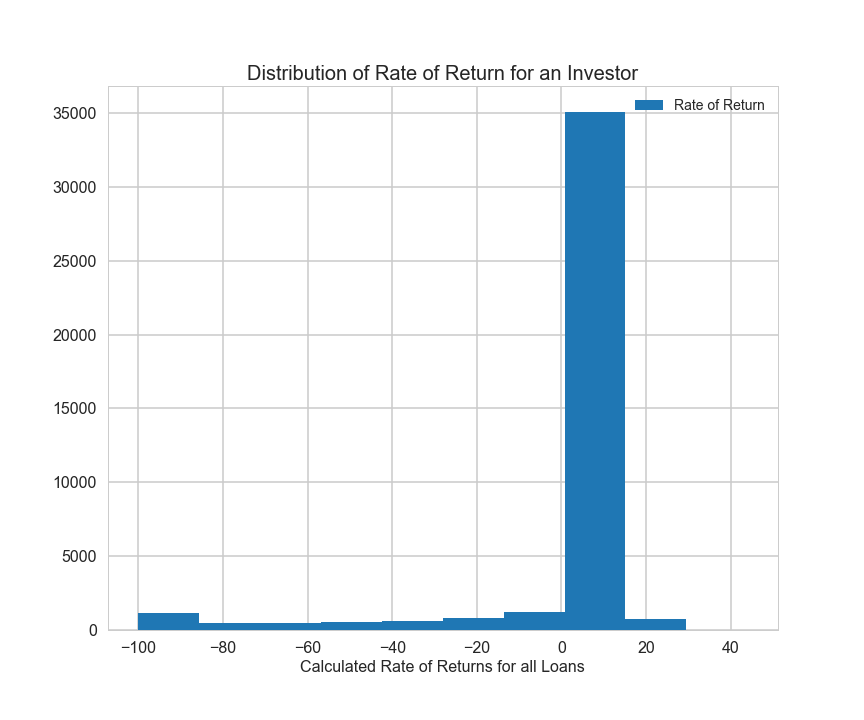 Distribution of Rate of Return for an Investor
Rate of Return
35000
30000
25000
20000
15000
10000
5000
0
−100 −80 −60 −40 −20 0 20 40
Calculated Rate of Returns for all Loans